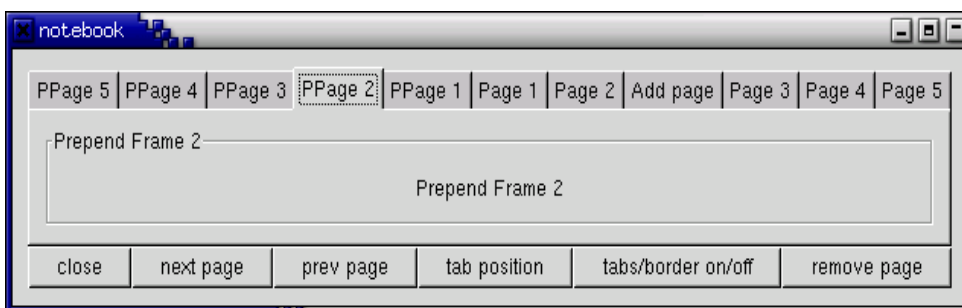 notebook
PPage 5 PPage 4 PPage 3 PPage 2 PPage 1 Page 1 Page 2 Add page Page 3 Page 4 Page 5
Prepend Frame 2
Prepend Frame 2
close next page prev page tab position tabs/border on/off remove page